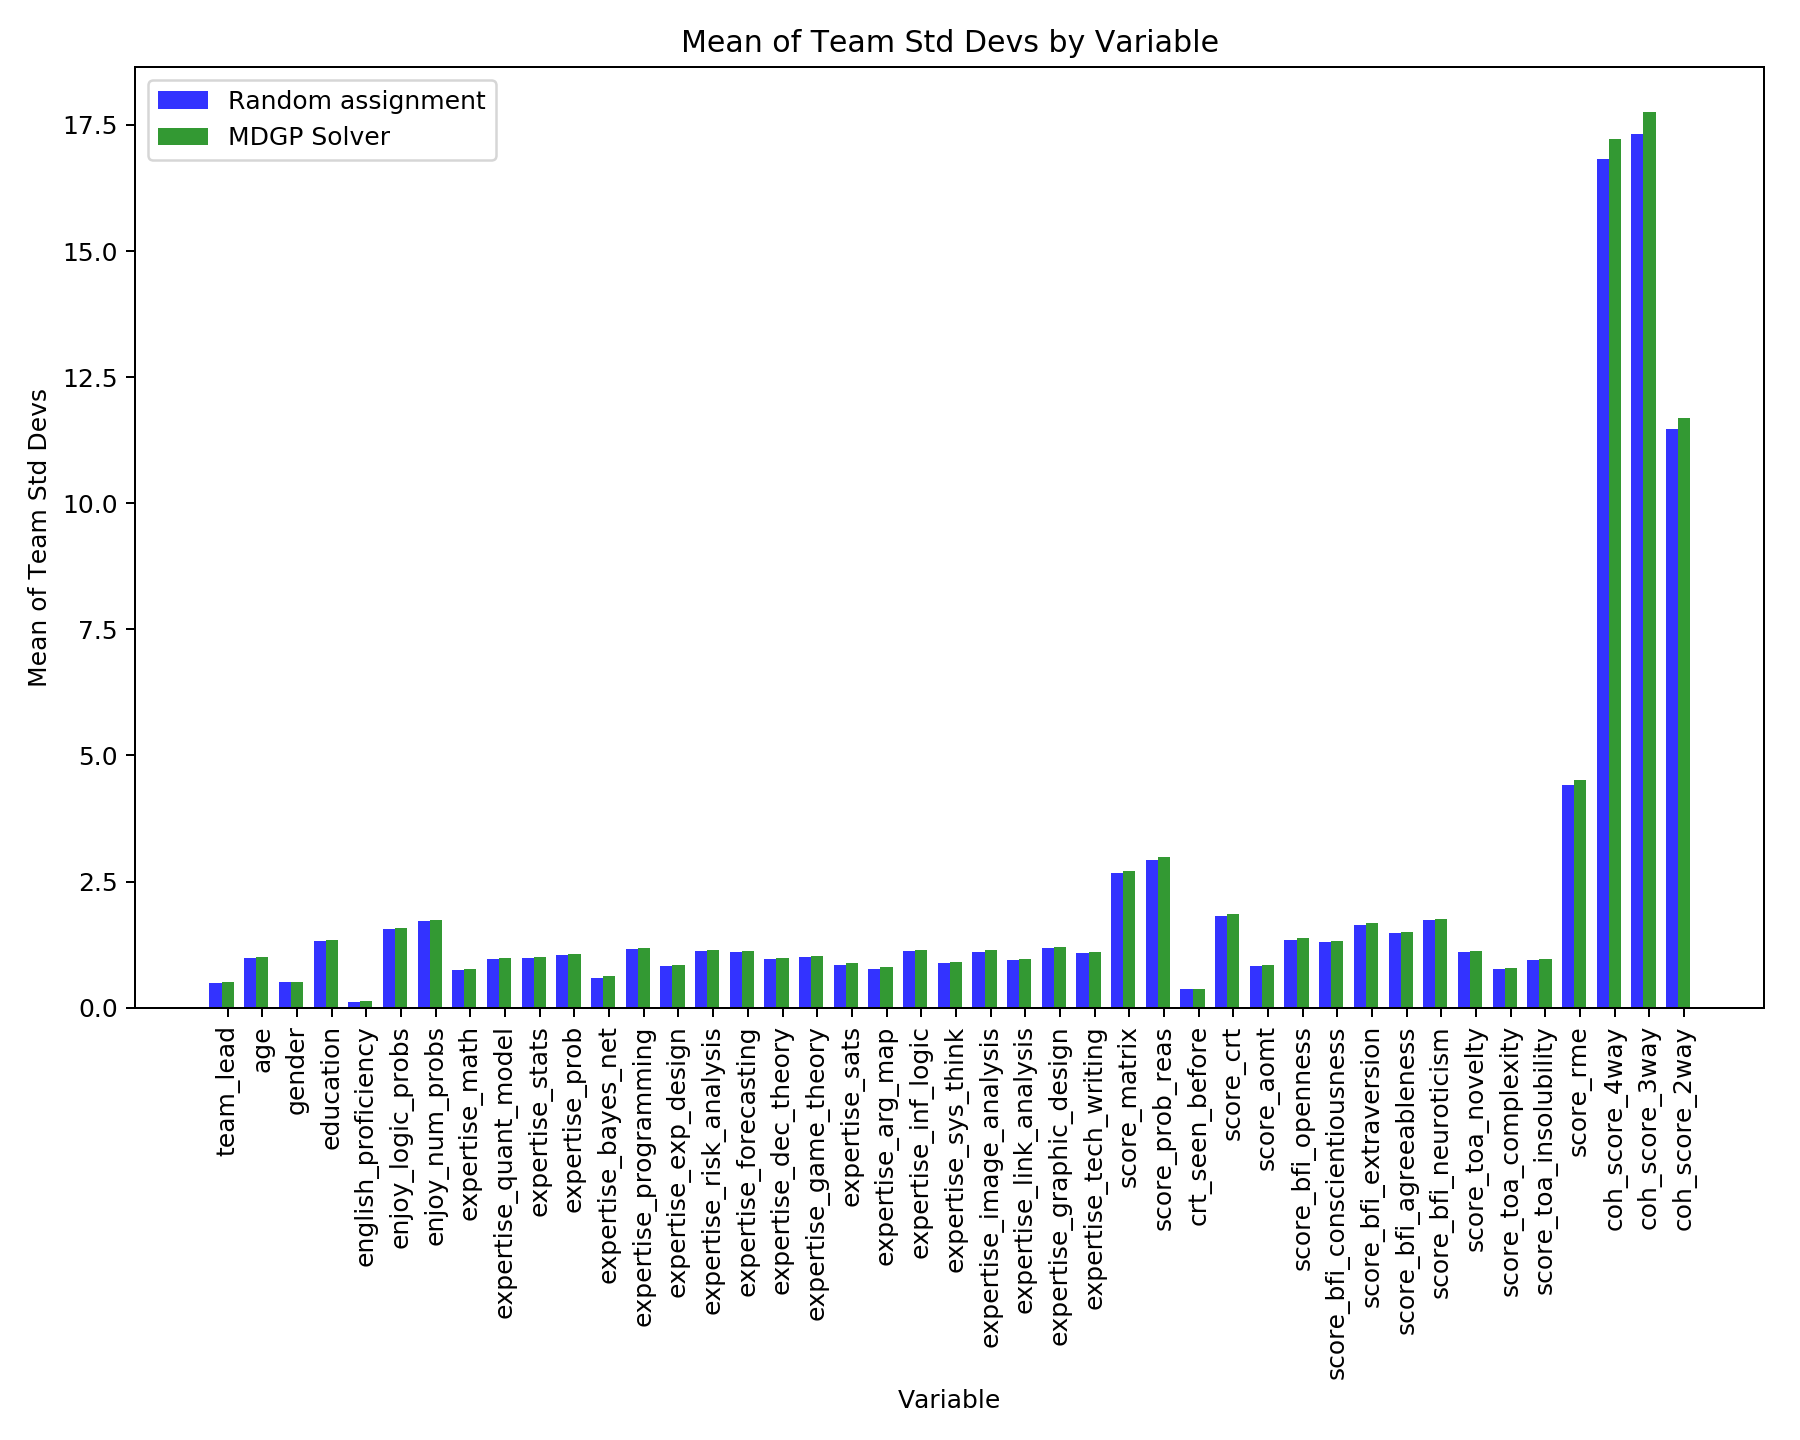 Mean of Team Std Devs by Variable
Random assignment
MDGP Solver
Mean of Team Std Devs
17.5
15.0
12.5
10.0
7.5
5.0
2.5
0.0
team_lead
age
gender
education
english_proficiency
enjoy_logic_probs
enjoy_num_probs
expertise_math
expertise_quant_model
expertise_stats
expertise_prob
expertise_bayes_net
expertise_programming
expertise_exp_design
expertise_risk_analysis
expertise_forecasting
expertise_dec_theory
expertise_game_theory
expertise_sats
expertise_arg_map
expertise_inf_logic
expertise_sys_think
expertise_image_analysis
expertise_link_analysis
expertise_graphic_design
expertise_tech_writing
score_matrix
score_prob_reas
crt_seen_before
score_crt
score_aomt
score_bfi_openness
score_bfi_conscientiousness
score_bfi_extraversion
score_bfi_agreeableness
score_bfi_neuroticism
score_toa_novelty
score_toa_complexity
score_toa_insolubility
score_rme
coh_score_4way
coh_score_3way
coh_score_2way
Variable